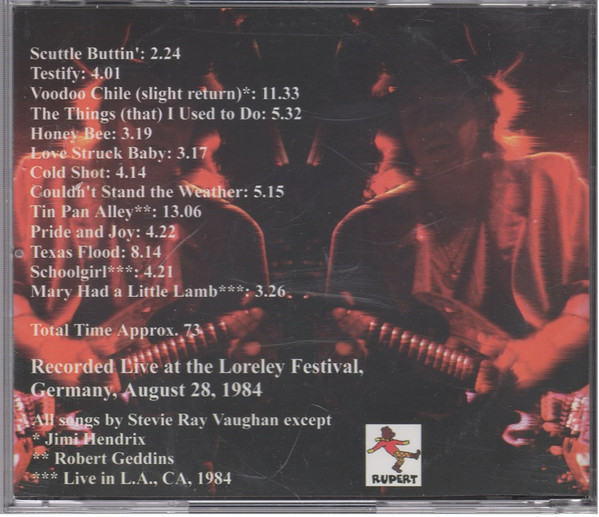 Scuttle Buttin': 2.24
Testify: 4.01
Voodoo Chile (slight return)*: 11.33
The Things (that) I Used to Do: 5.32
Honey Bee: 3.19
Love Struck Baby: 3.17
Cold Shot: 4.14
Couldn't Stand the Weather: 5.15
Tin Pan Alley**: 13.06
Pride and Joy: 4.22
Texas Flood: 8.14
Schoolgirl***: 4.21
Mary Had a Little Lamb***: 3.26
Total Time Approx. 73
Recorded Live at the Loreley Festival,
Germany, August 28, 1984
All songs by Stevie Ray Vaughan except
* Jimi Hendrix
** Robert Geddins
*** Live in L.A., CA, 1984
RUPERT